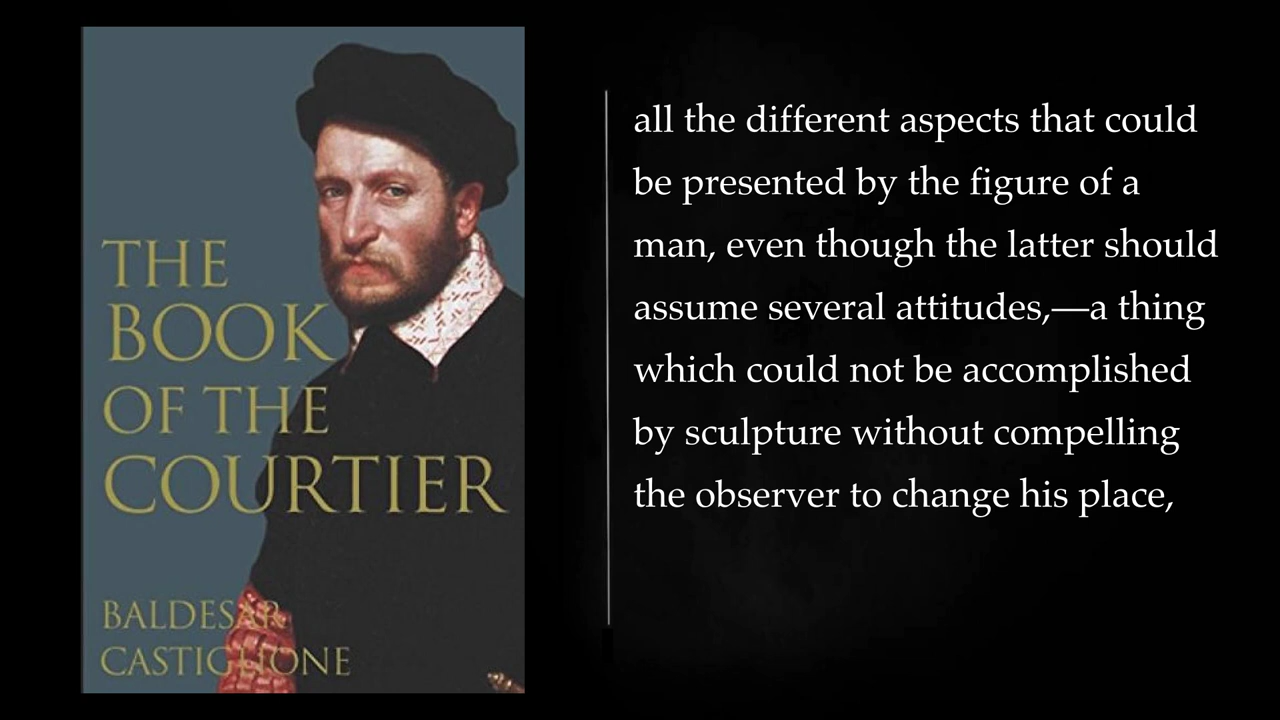 THE
BOOK
OF THE
COURTIER
BALDESAR
CASTIGLIONE
all the different aspects that could
be presented by the figure of a
man, even though the latter should
assume several attitudes,—a thing
which could not be accomplished
by sculpture without compelling
the observer to change his place,